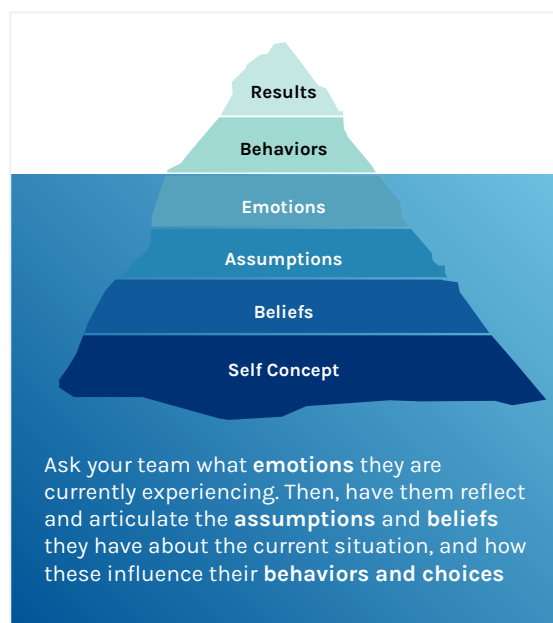 Results
Behaviors
Emotions
Assumptions
Beliefs
Self Concept
Ask your team what emotions they are
currently experiencing. Then, have them reflect
and articulate the assumptions and beliefs
they have about the current situation, and how
these influence their behaviors and choices